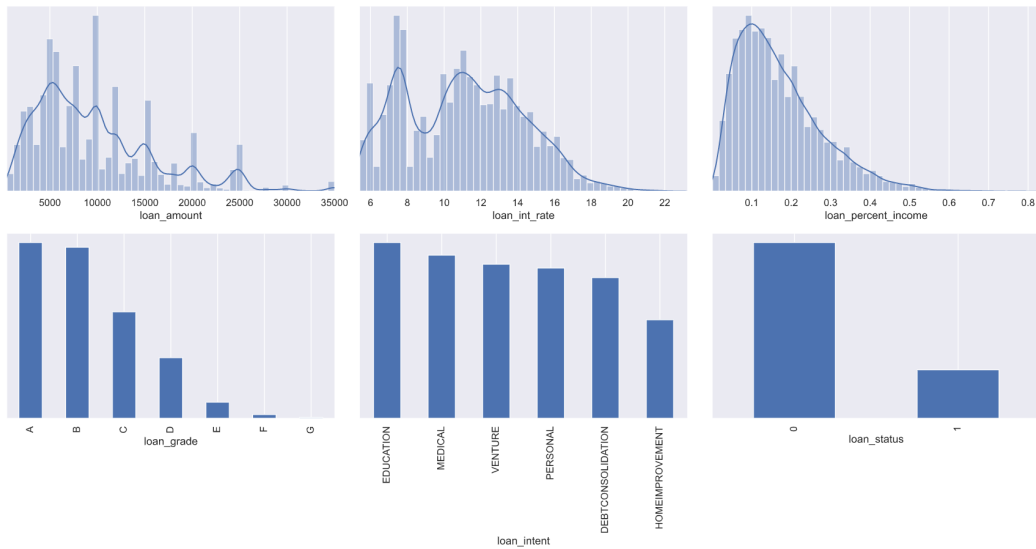 5000 10000 15000 20000 25000 30000 35000
loan_amount
6 8 10 12 14 16 18 20 22
loan_int_rate
0.1 0.2 0.3 0.4 0.5 0.6 0.7 0.8
loan_percent_income
A B C D E F G
loan_grade
EDUCATION
MEDICAL
VENTURE
PERSONAL
DEBTCONSOLIDATION
HOMEIMPROVEMENT
loan_intent
0 1
loan_status